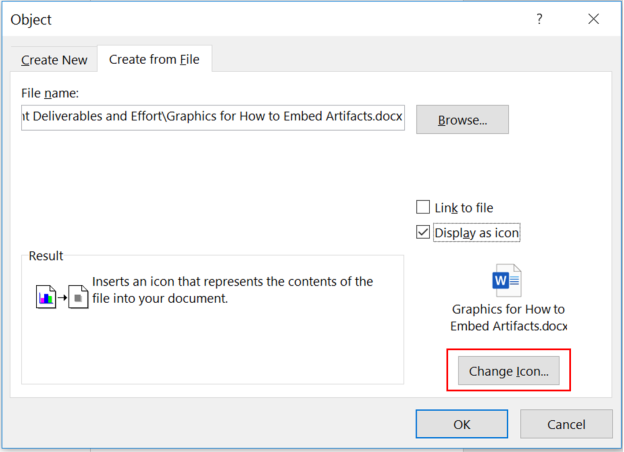 Object
?
Create New
Create from File
File name:
nt Deliverables and Effort\Graphics for How to Embed Artifacts.docx
Browse...
Link to file
Display as icon
Result
Inserts an icon that represents the contents of the
file into your document.
W
Graphics for How to
Embed Artifacts.docx
Change Icon...
OK
Cancel